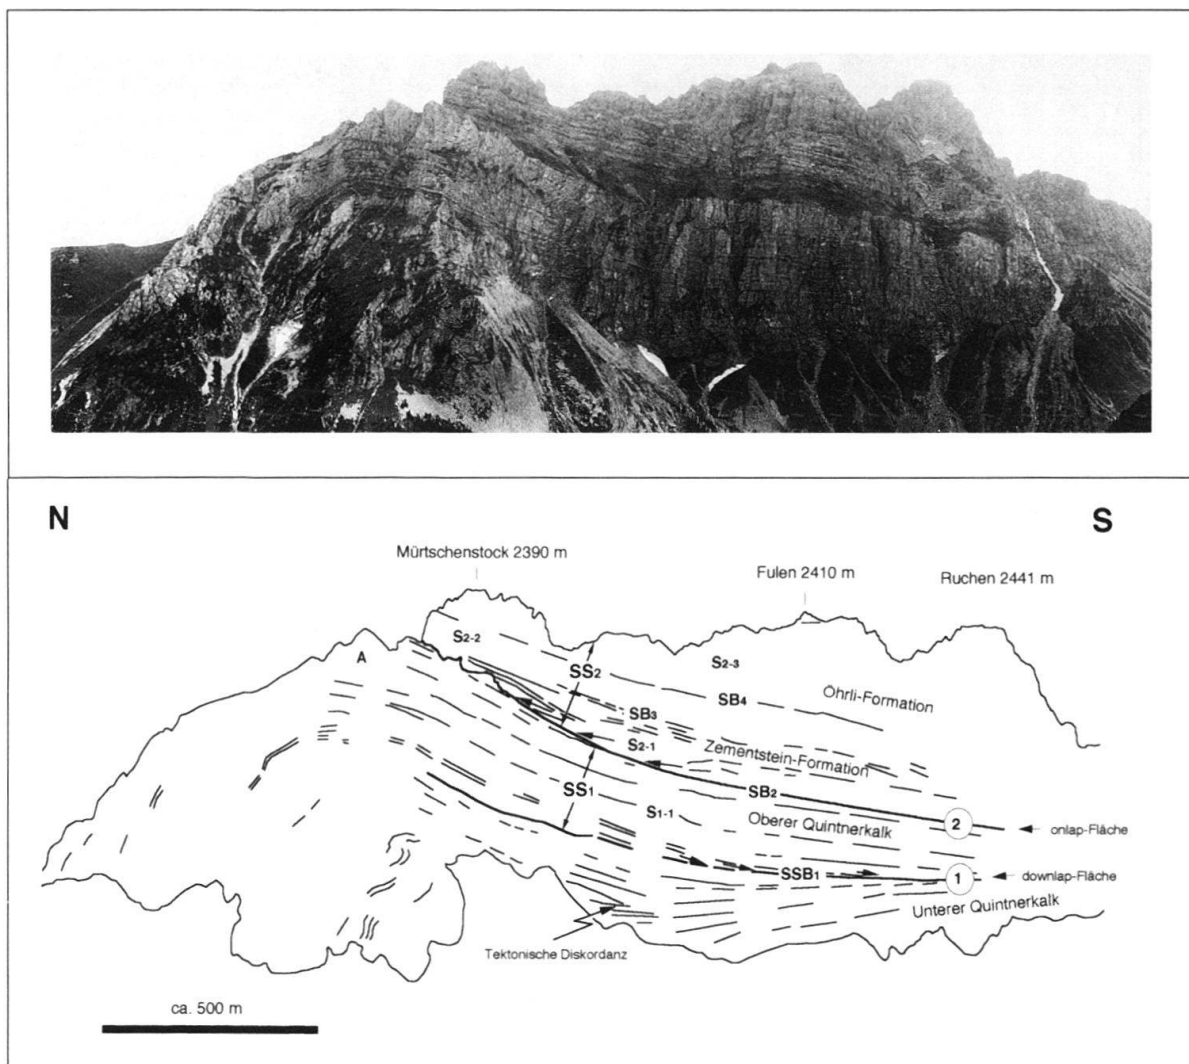 N
S
Mürtschenstock 2390 m
Fulen 2410 m
Ruchen 2441 m
A
S2-2
SS2
S2-3
SB4
Öhrli-Formation
SB3
S2-1
Zementstein-Formation
SS1
SB2
S1-1
Oberer Quintnerkalk
2
onlap-Fläche
SSB1
1
downlap-Fläche
Unterer Quintnerkalk
Tektonische Diskordanz
ca. 500 m